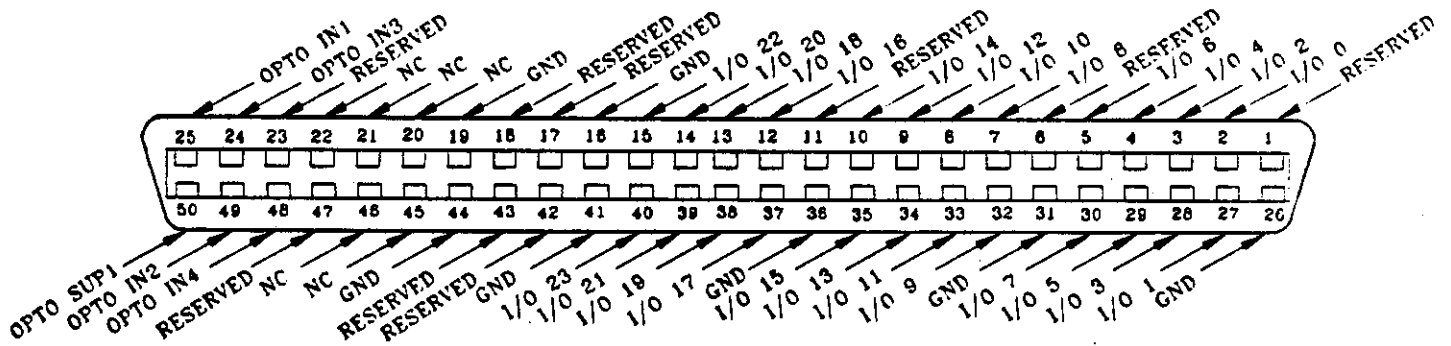 OPTO IN1
OPTO IN3
RESERVED
NC
NC
NC
GND
RESERVED
RESERVED
GND
I/O 22
I/O 20
I/O 18
I/O 16
RESERVED
I/O 14
I/O 12
I/O 10
I/O 8
RESERVED
I/O 6
I/O 4
I/O 2
I/O 0
RESERVED
25 24 23 22 21 20 19 18 17 16 15 14 13 12 11 10 9 8 7 6 5 4 3 2 1
50 49 48 47 46 45 44 43 42 41 40 39 38 37 36 35 34 33 32 31 30 29 28 27 26
OPTO SUP1
OPTO IN2
OPTO IN4
RESERVED
NC
NC
GND
RESERVED
RESERVED
GND
I/O 23
I/O 21
I/O 19
I/O 17
GND
I/O 15
I/O 13
I/O 11
I/O 9
GND
I/O 7
I/O 5
I/O 3
I/O 1
GND